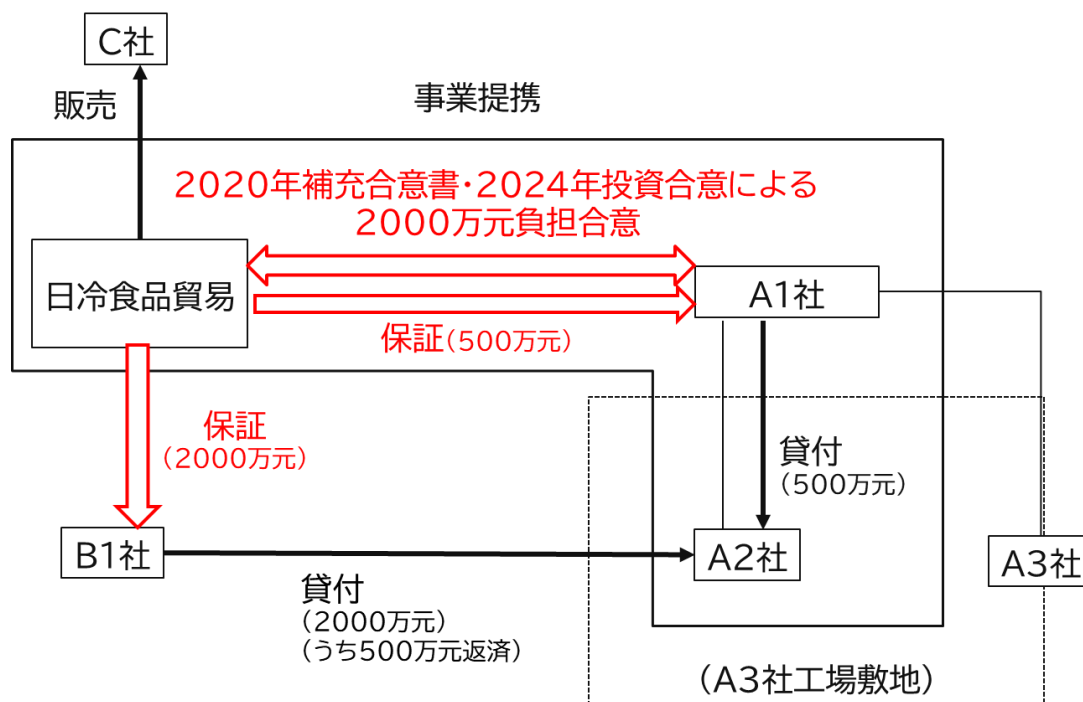 C社
販売
事業提携
2020年補充合意書・2024年投資合意による
2000万元負担合意
日冷食品貿易
A1社
保証(500万元)
保証
(2000万元)
貸付
(500万元)
B1社
A2社
A3社
貸付
(2000万元)
(うち500万元返済)
(A3社工場敷地)